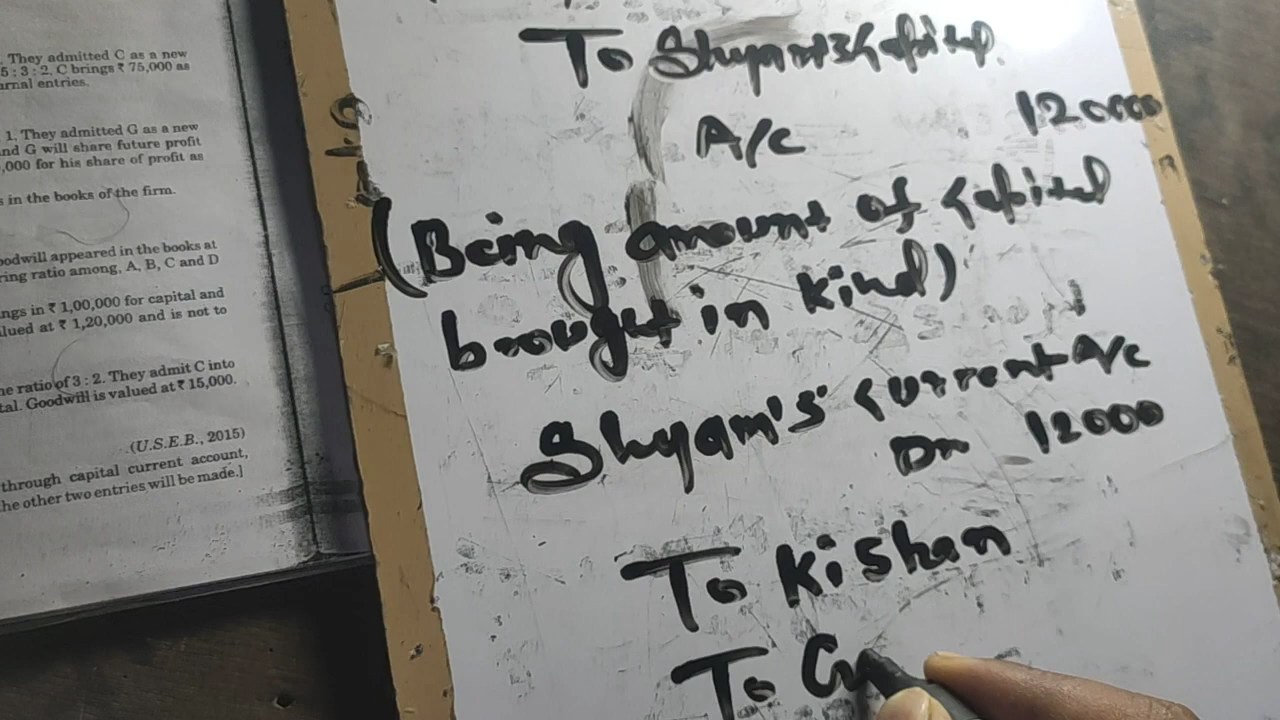 . They admitted C as a new
5 : 3 : 2. C brings ₹ 75,000 as
urnal entries.
1. They admitted G as a new
nd G will share future profit
,000 for his share of profit as
s in the books of the firm.
oodwill appeared in the books at
ring ratio among, A, B, C and D
ngs in ₹ 1,00,000 for capital and
lued at ₹ 1,20,000 and is not to
ne ratio of 3 : 2. They admit C into
tal. Goodwill is valued at ₹ 15,000.
(U.S.E.B., 2015)
through capital current account,
he other two entries will be made.]
To Shyam's Capital
A/c 120000
(Being amount of Capital
brought in kind)
Shyam's Current A/c
Dr 12000
To Kishan
To